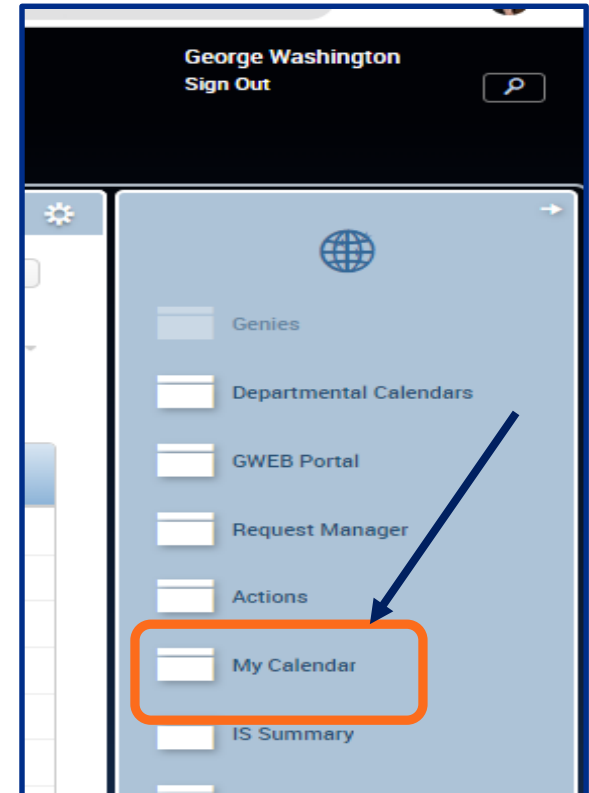 George Washington
Sign Out
Genies
Departmental Calendars
GWEB Portal
Request Manager
Actions
My Calendar
IS Summary